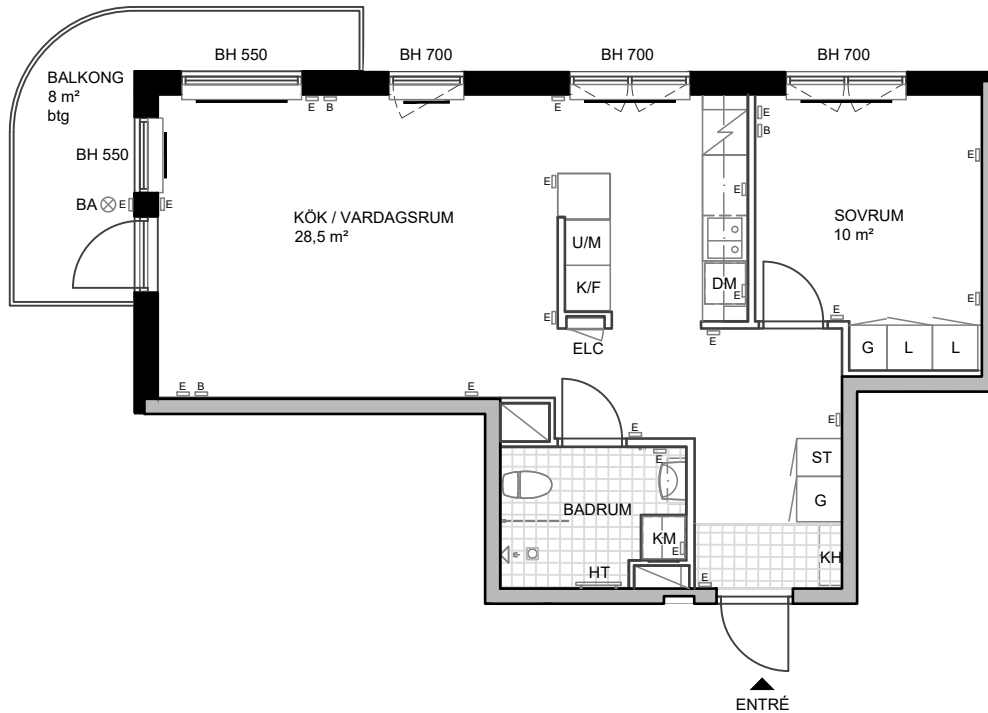 BH 550
BH 700
BH 700
BH 700
BALKONG
8 m²
btg
E
B
E
E
B
E
BH 550
E
E
BA
E
E
KÖK / VARDAGSRUM
28,5 m²
U/M
K/F
DM
E
SOVRUM
10 m²
E
E
E
E
ELC
G
L
L
E
B
E
E
E
E
ST
G
BADRUM
KM
E
HT
E
KH
ENTRÉ